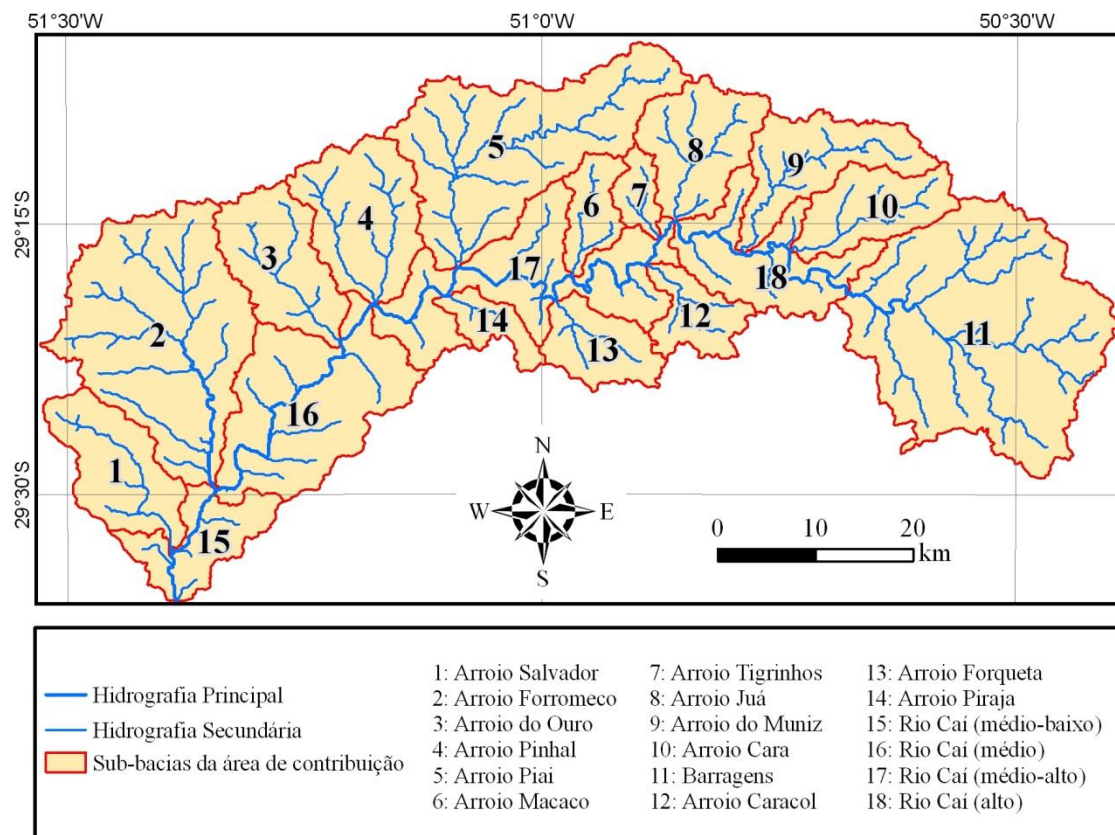 51°30'W 51°0'W 50°30'W
29°15'S
29°30'S
5
8
9
4
6
7
10
3
17
18
2
14
12
11
13
16
1
15
N
W E
S
0 10 20
km
Hidrografia Principal
Hidrografia Secundária
Sub-bacias da área de contribuição
1: Arroio Salvador
2: Arroio Forromeco
3: Arroio do Ouro
4: Arroio Pinhal
5: Arroio Piai
6: Arroio Macaco
7: Arroio Tigrinhos
8: Arroio Juá
9: Arroio do Muniz
10: Arroio Cara
11: Barragens
12: Arroio Caracol
13: Arroio Forqueta
14: Arroio Piraja
15: Rio Caí (médio-baixo)
16: Rio Caí (médio)
17: Rio Caí (médio-alto)
18: Rio Caí (alto)